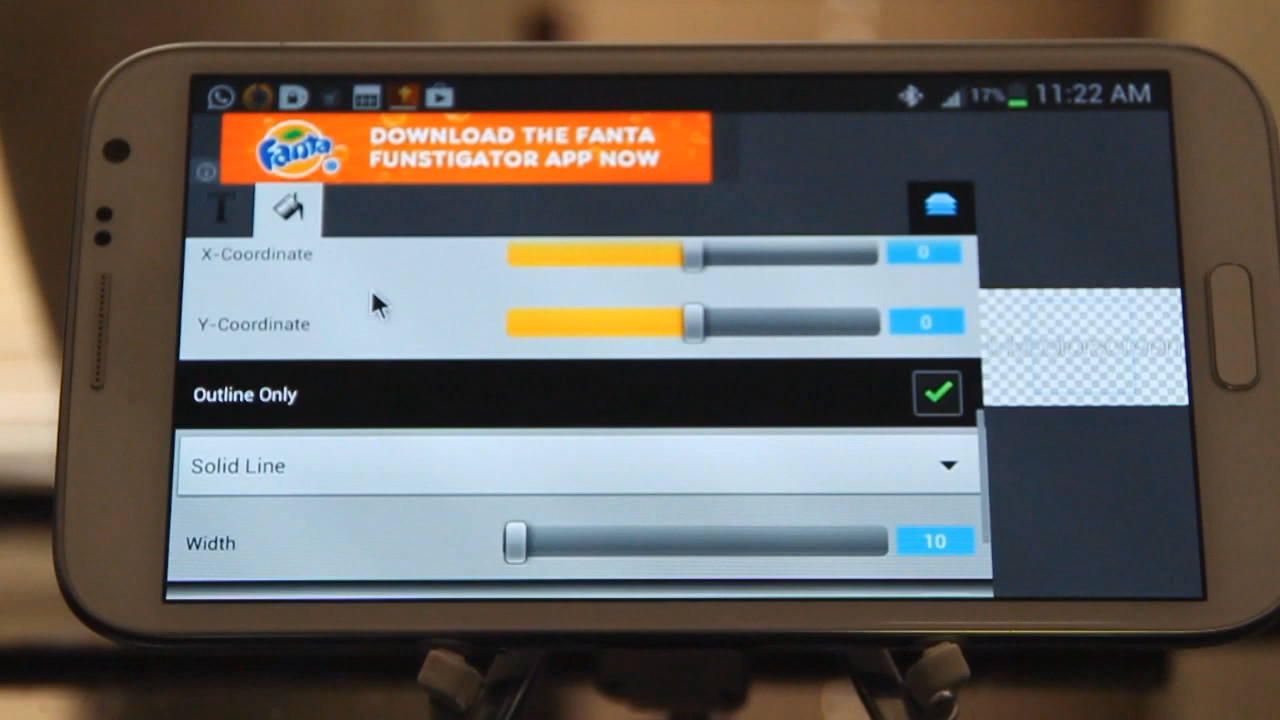 17% 11:22 AM
Fanta
DOWNLOAD THE FANTA
FUNSTIGATOR APP NOW
T
X-Coordinate 0
Y-Coordinate 0
Outline Only
Solid Line
Width 10